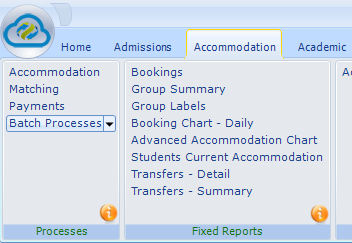 Home Admissions Accommodation Academic
Accommodation
Matching
Payments
Batch Processes
Processes
Bookings
Group Summary
Group Labels
Booking Chart - Daily
Advanced Accommodation Chart
Students Current Accommodation
Transfers - Detail
Transfers - Summary
Fixed Reports